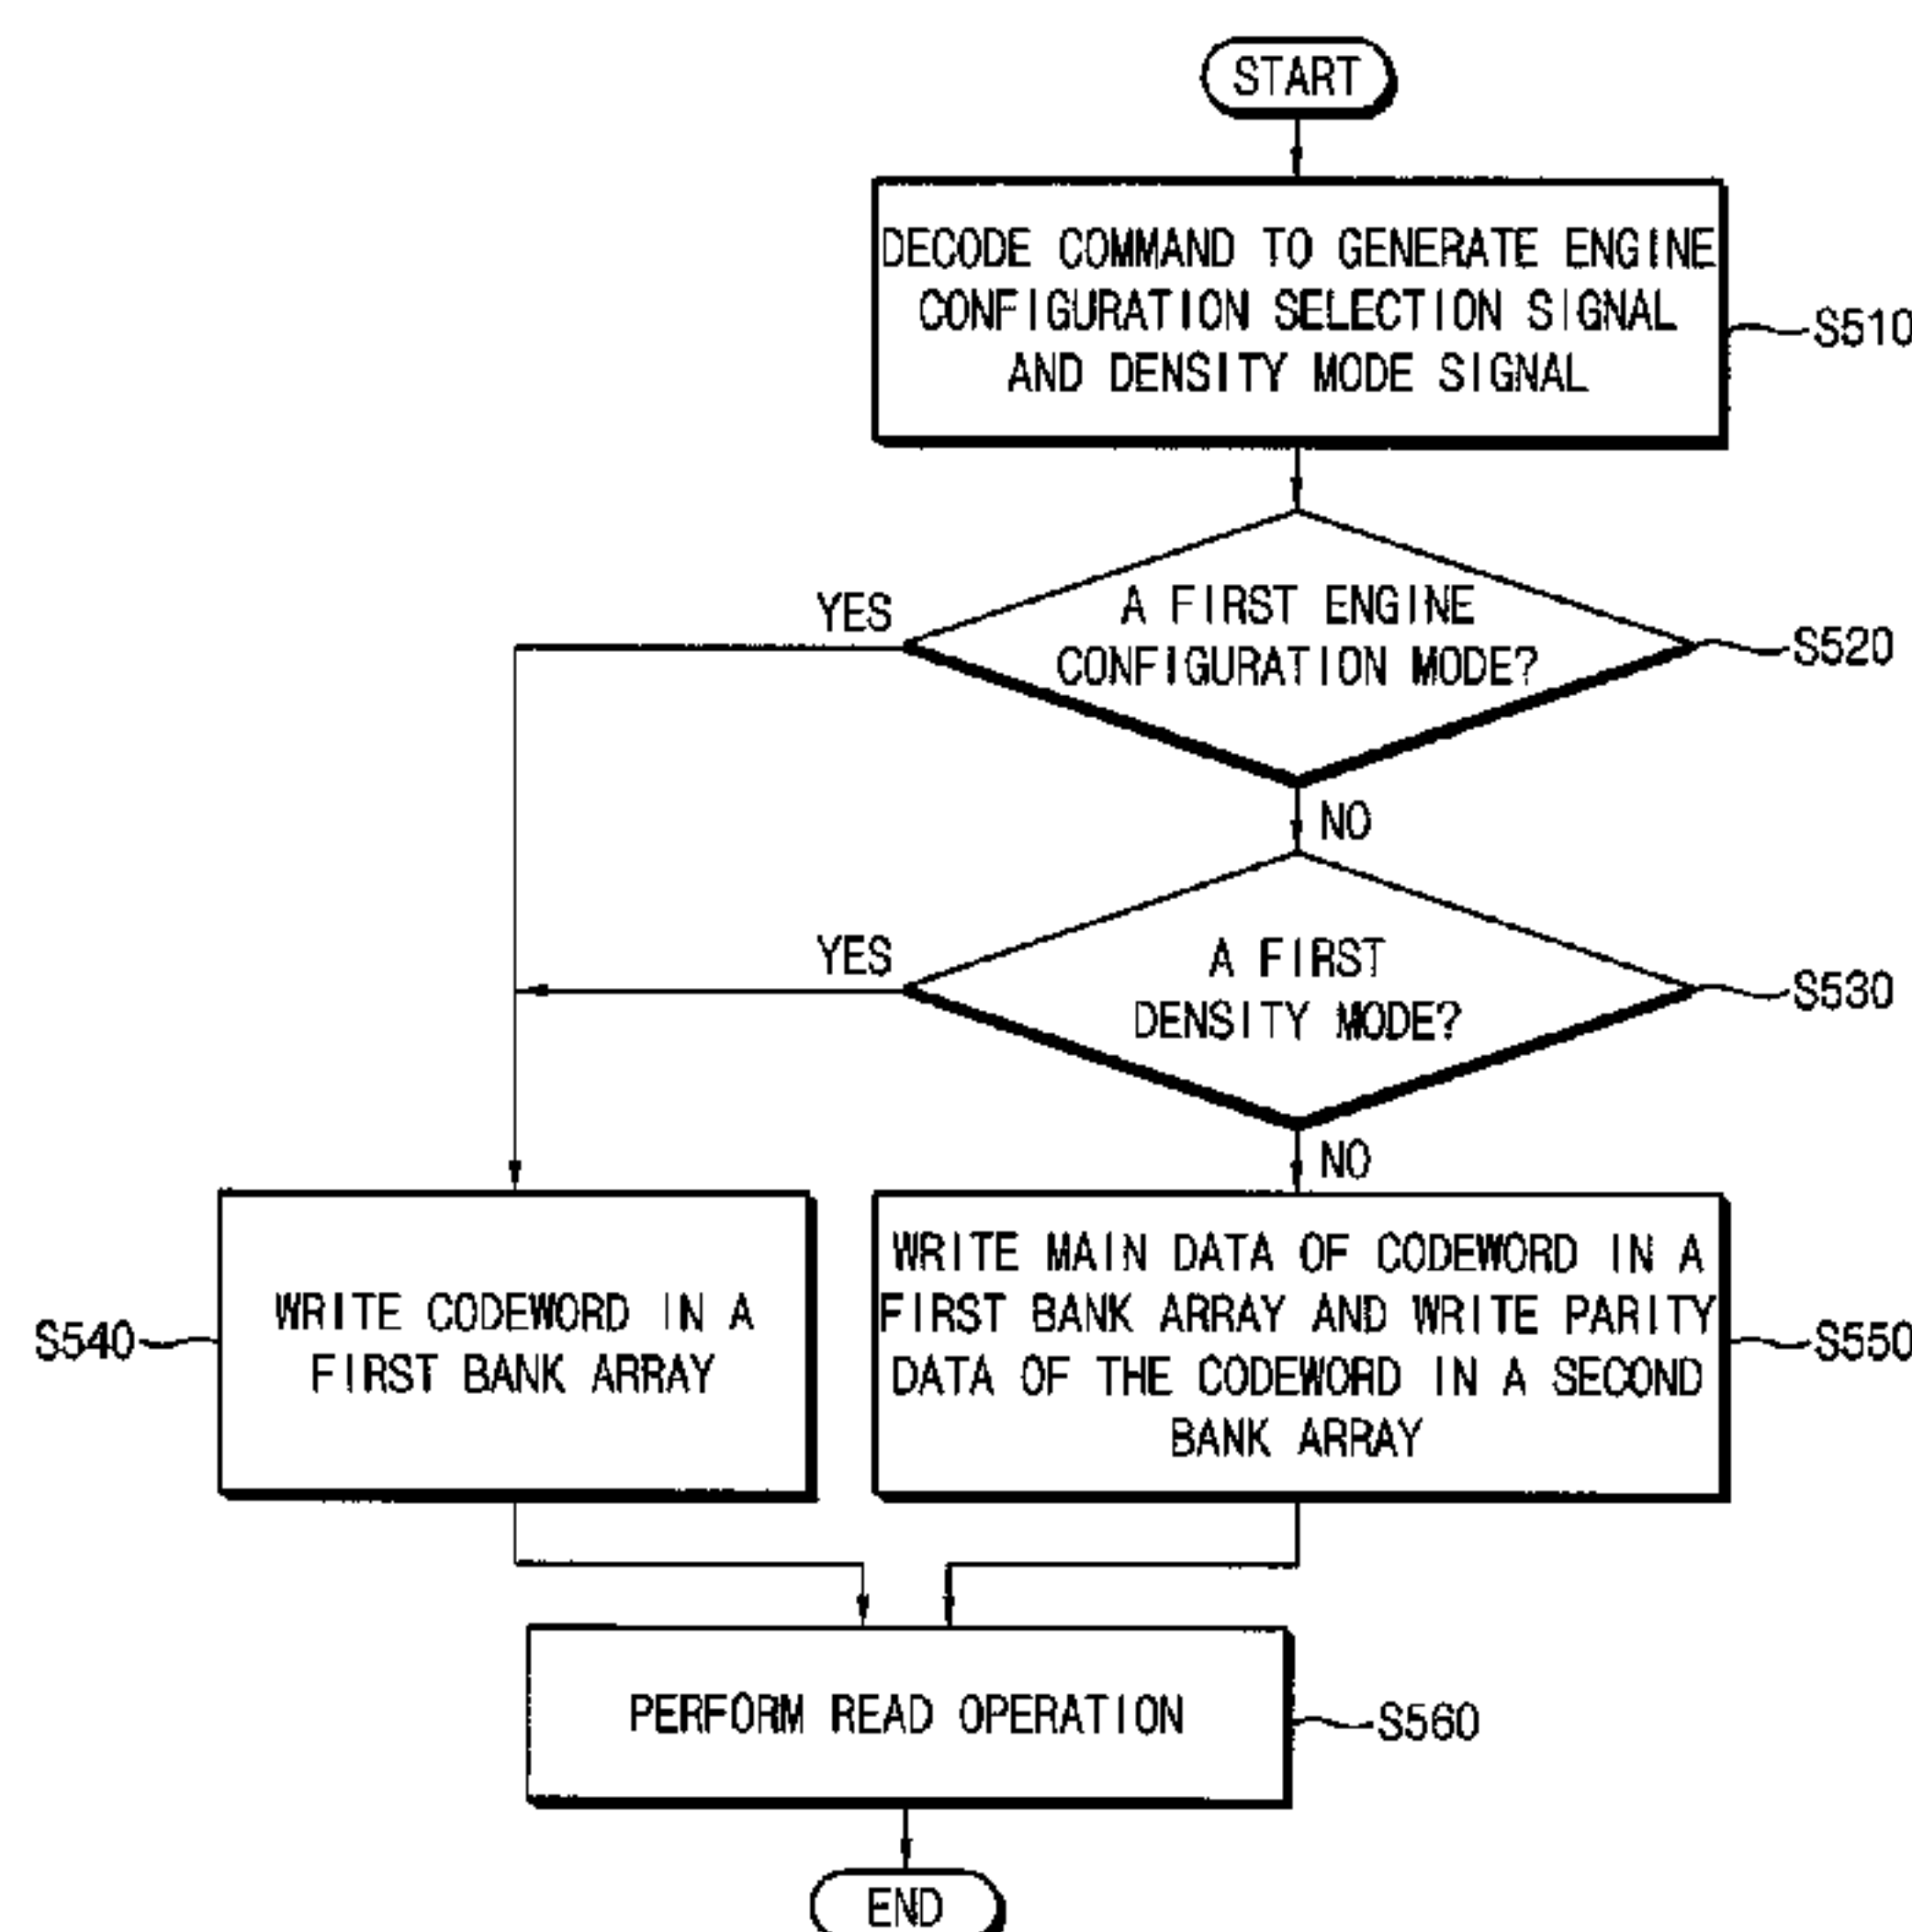 START
DECODE COMMAND TO GENERATE ENGINE
CONFIGURATION SELECTION SIGNAL
AND DENSITY MODE SIGNAL
S510
YES
A FIRST ENGINE
CONFIGURATION MODE?
S520
NO
YES
A FIRST
DENSITY MODE?
S530
NO
S540
WRITE CODEWORD IN A
FIRST BANK ARRAY
WRITE MAIN DATA OF CODEWORD IN A
FIRST BANK ARRAY AND WRITE PARITY
DATA OF THE CODEWORD IN A SECOND
BANK ARRAY
S550
PERFORM READ OPERATION
S560
END